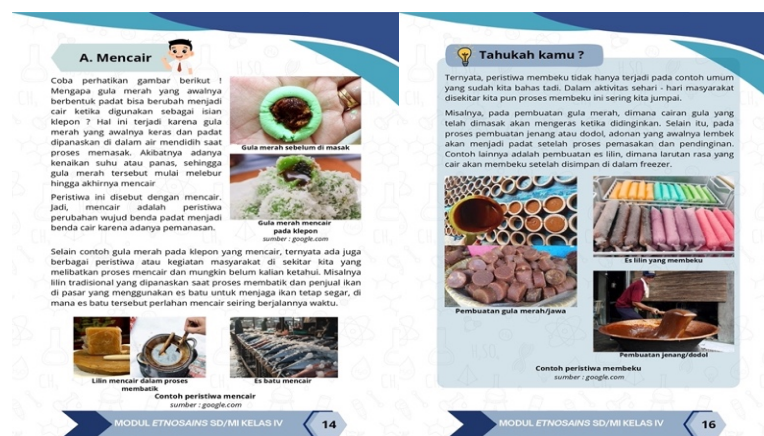 A. Mencair
Coba perhatikan gambar berikut !
Mengapa gula merah yang awalnya
berbentuk padat bisa berubah menjadi
cair ketika digunakan sebagai isian
klepon ? Hal ini terjadi karena gula
merah yang awalnya keras dan padat
dipanaskan di dalam air mendidih saat
proses memasak. Akibatnya adanya
kenaikan suhu atau panas, sehingga
gula merah tersebut mulai melebur
hingga akhirnya mencair
Gula merah sebelum di masak
Peristiwa ini disebut dengan mencair.
Jadi, mencair adalah peristiwa
perubahan wujud benda padat menjadi
benda cair karena adanya pemanasan.
Gula merah mencair
pada klepon
sumber : google.com
Selain contoh gula merah pada klepon yang mencair, ternyata ada juga
berbagai peristiwa atau kegiatan masyarakat di sekitar kita yang
melibatkan proses mencair dan mungkin belum kalian ketahui. Misalnya
lilin tradisional yang dipanaskan saat proses membatik dan penjual ikan
di pasar yang menggunakan es batu untuk menjaga ikan tetap segar, di
mana es batu tersebut perlahan mencair seiring berjalannya waktu.
Lilin mencair dalam proses
membatik
Es batu mencair
Contoh peristiwa mencair
sumber : google.com
MODUL ETNOSAINS SD/MI KELAS IV
14
Tahukah kamu ?
Ternyata, peristiwa membeku tidak hanya terjadi pada contoh umum
yang sudah kita bahas tadi. Dalam aktivitas sehari - hari masyarakat
disekitar kita pun proses membeku ini sering kita jumpai.
Misalnya, pada pembuatan gula merah, dimana cairan gula yang
telah dimasak akan mengeras ketika didinginkan. Selain itu, pada
proses pembuatan jenang atau dodol, adonan yang awalnya lembek
akan menjadi padat setelah proses pemasakan dan pendinginan.
Contoh lainnya adalah pembuatan es lilin, dimana larutan rasa yang
cair akan membeku setelah disimpan di dalam freezer.
Es lilin yang membeku
Pembuatan gula merah/jawa
Pembuatan jenang/dodol
Contoh peristiwa membeku
sumber : google.com
MODUL ETNOSAINS SD/MI KELAS IV
16